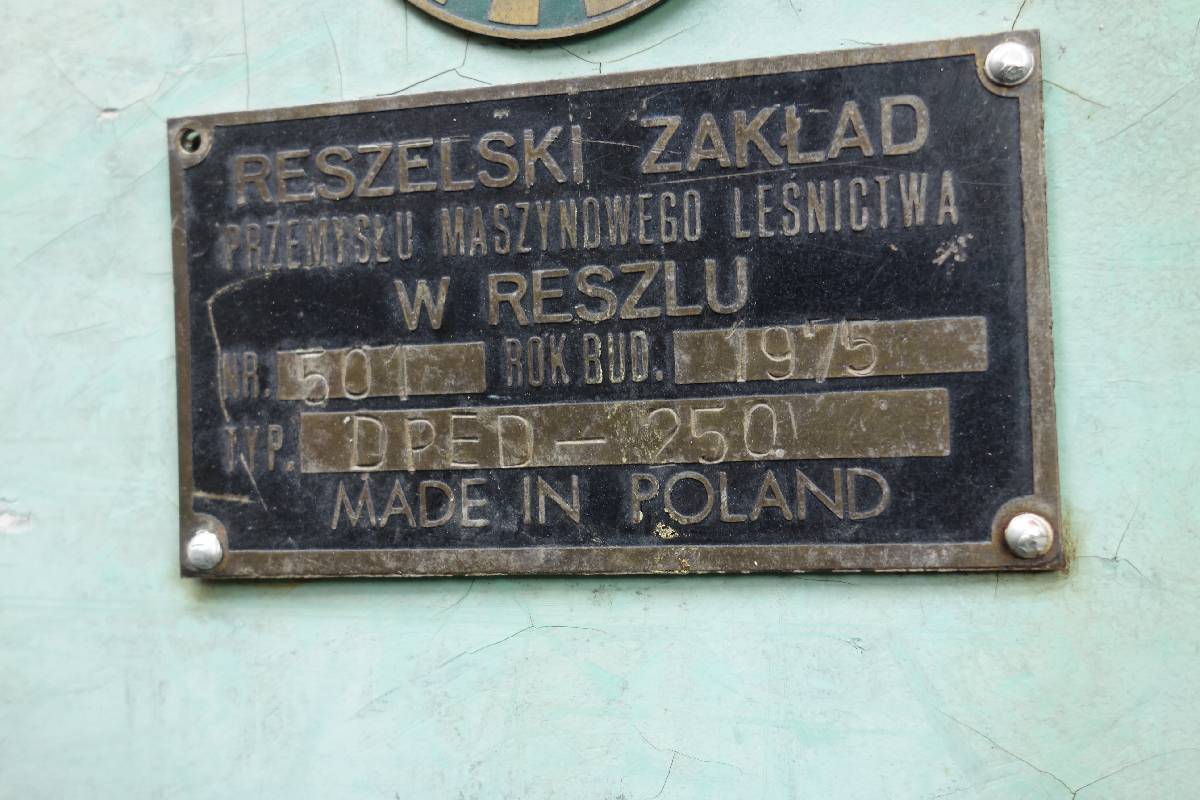 RESZELSKI ZAKŁAD
PRZEMYSŁU MASZYNOWEGO LEŚNICTWA
W RESZLU
NR. 501 ROK BUD. 1975
TYP. DPED-250
MADE IN POLAND